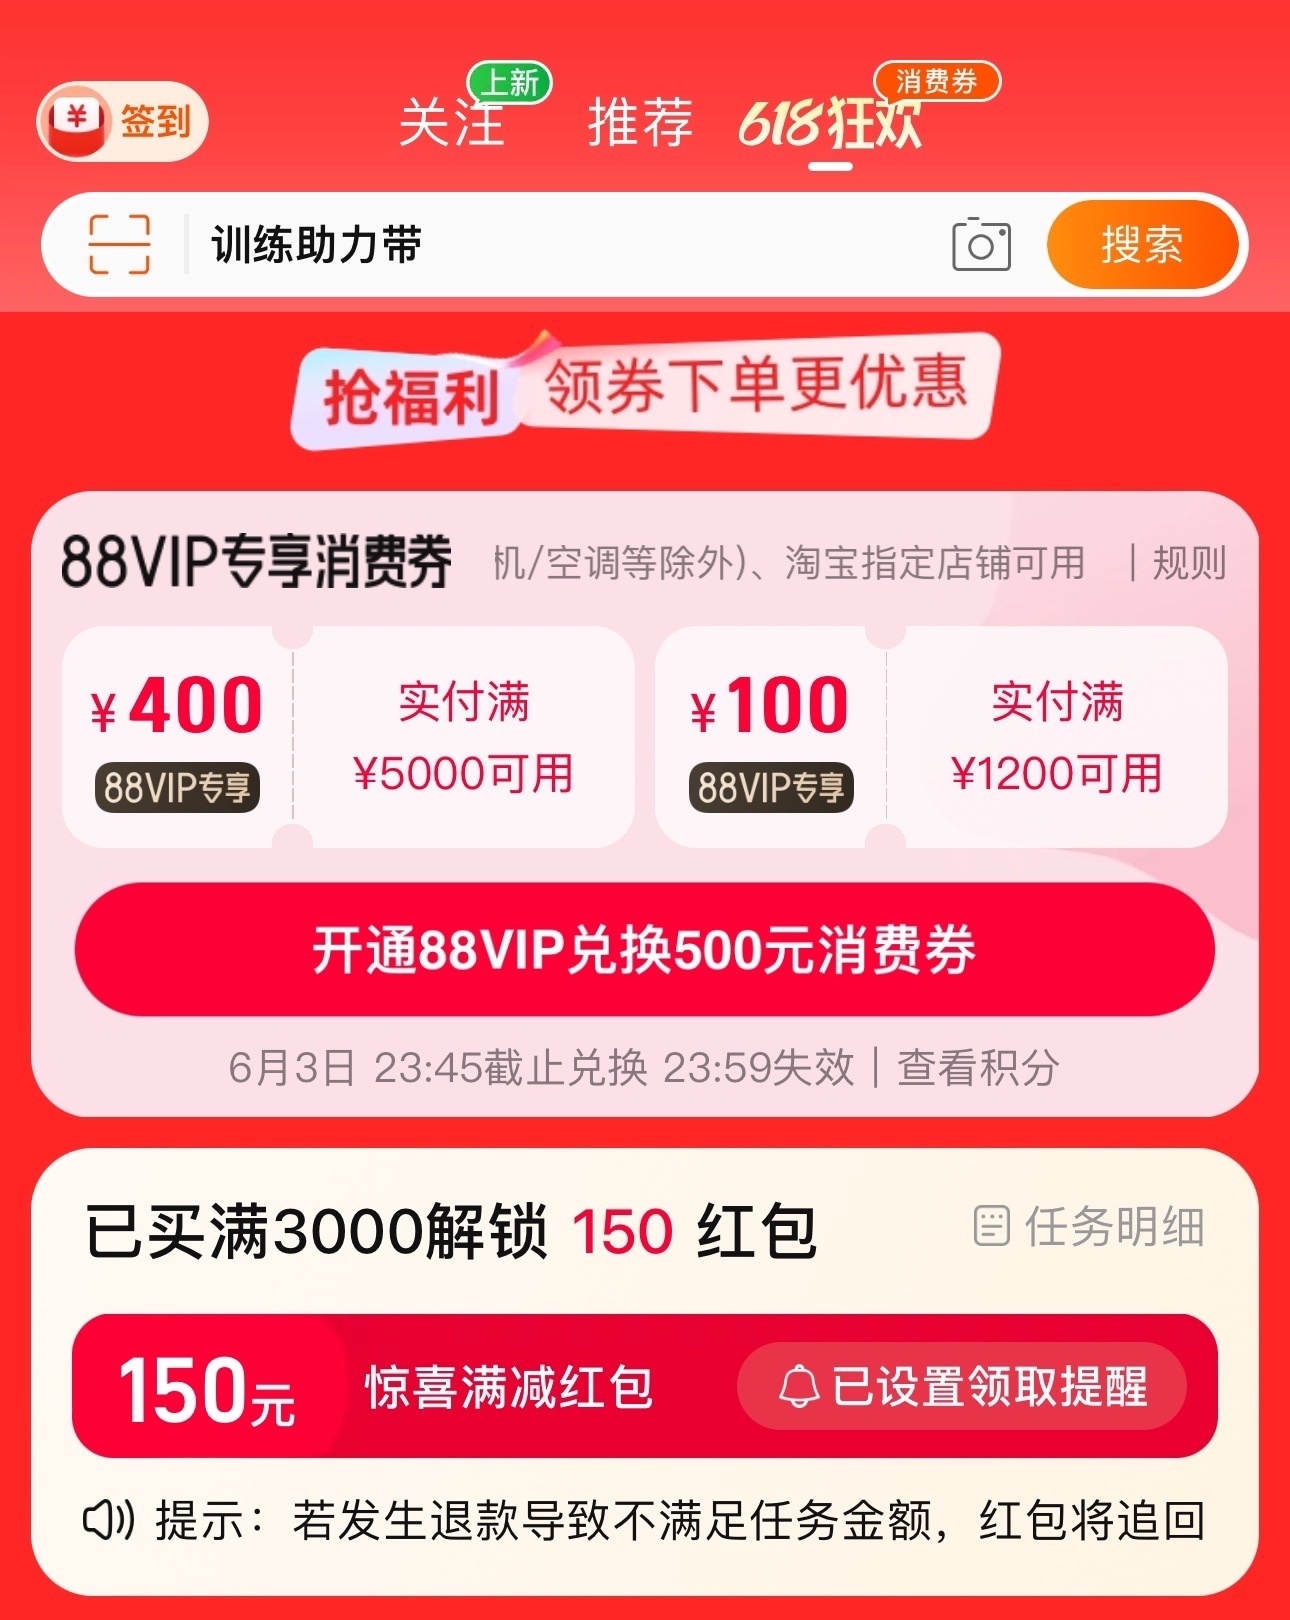 签到
关注
上新
推荐
618狂欢
消费券
训练助力带
搜索
抢福利
领券下单更优惠
88VIP专享消费券
机/空调等除外)、淘宝指定店铺可用
| 规则
¥400
88VIP专享
实付满
¥5000可用
¥100
88VIP专享
实付满
¥1200可用
开通88VIP兑换500元消费券
6月3日 23:45截止兑换 23:59失效 | 查看积分
已买满3000解锁 150 红包
任务明细
150元
惊喜满减红包
已设置领取提醒
提示：若发生退款导致不满足任务金额，红包将追回